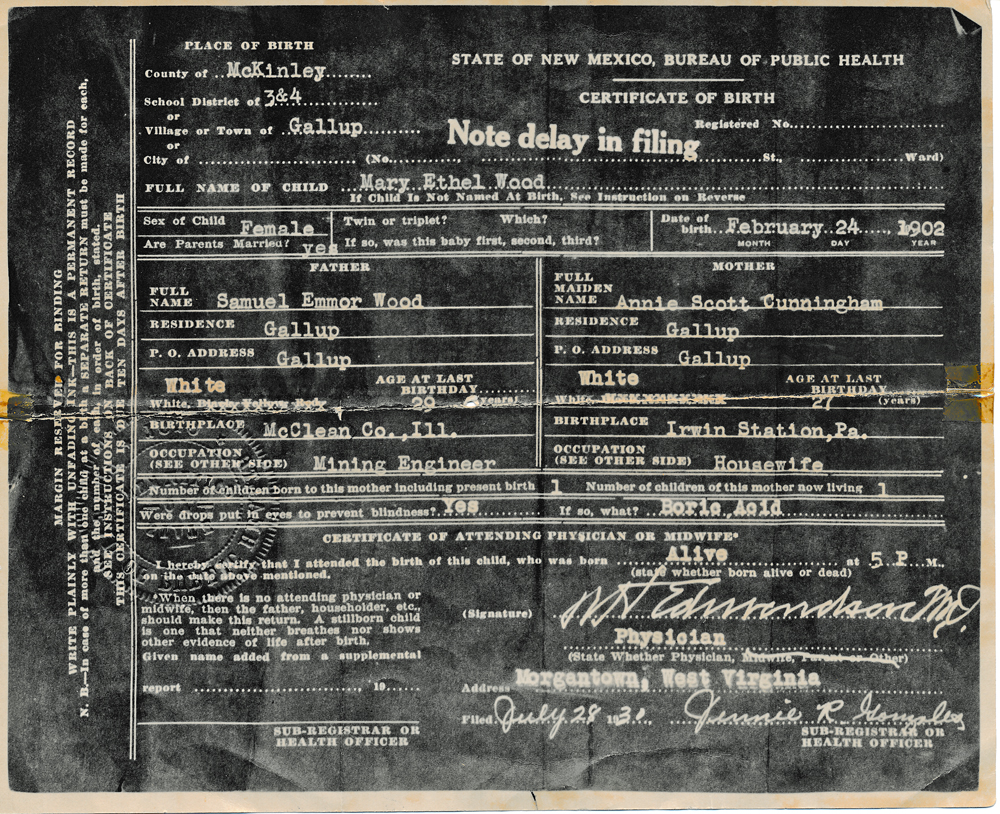 PLACE OF BIRTH
County of McKinley
School District of 3&4
or
Village or Town of Gallup
or
City of (No. St., Ward)
STATE OF NEW MEXICO, BUREAU OF PUBLIC HEALTH
CERTIFICATE OF BIRTH
Registered No.
Note delay in filing
FULL NAME OF CHILD Mary Ethel Wood
If Child Is Not Named At Birth, See Instruction on Reverse
Sex of Child Female Twin or triplet? Which? Date of birth February 24, 1902
MONTH DAY YEAR
Are Parents Married? yes If so, was this baby first, second, third?
FATHER
FULL NAME Samuel Emmor Wood
RESIDENCE Gallup
P. O. ADDRESS Gallup
White AGE AT LAST BIRTHDAY
White, Black, Yellow, Red, 29 (years)
BIRTHPLACE McClean Co.,Ill.
OCCUPATION (SEE OTHER SIDE) Mining Engineer
MOTHER
FULL MAIDEN NAME Annie Scott Cunningham
RESIDENCE Gallup
P. O. ADDRESS Gallup
White AGE AT LAST BIRTHDAY
White, 27 (years)
BIRTHPLACE Irwin Station,Pa.
OCCUPATION (SEE OTHER SIDE) Housewife
Number of children born to this mother including present birth 1 Number of children of this mother now living 1
Were drops put in eyes to prevent blindness? Yes If so, what? Boric Acid
CERTIFICATE OF ATTENDING PHYSICIAN OR MIDWIFE*
I hereby certify that I attended the birth of this child, who was born Alive at 5 P. M.,
on the date above mentioned. (state whether born alive or dead)
*When there is no attending physician or
midwife, then the father, householder, etc.,
should make this return. A stillborn child
is one that neither breathes nor shows
other evidence of life after birth.
Given name added from a supplemental
report , 19
SUB-REGISTRAR OR
HEALTH OFFICER
(Signature) Edmondson MD
Physician
(State Whether Physician, Midwife, Parent or Other)
Address Morgantown, West Virginia
Filed July 28 1930, Jennie R. Gonzales
SUB-REGISTRAR OR
HEALTH OFFICER
MARGIN RESERVED FOR BINDING
WRITE PLAINLY WITH UNFADING INK—THIS IS A PERMANENT RECORD
N. B.—In case of more than one child at a birth a SEPARATE RETURN must be made for each,
and the number of each, in order of birth, stated.
SEE INSTRUCTIONS ON BACK OF CERTIFICATE
THIS CERTIFICATE IS DUE TEN DAYS AFTER BIRTH